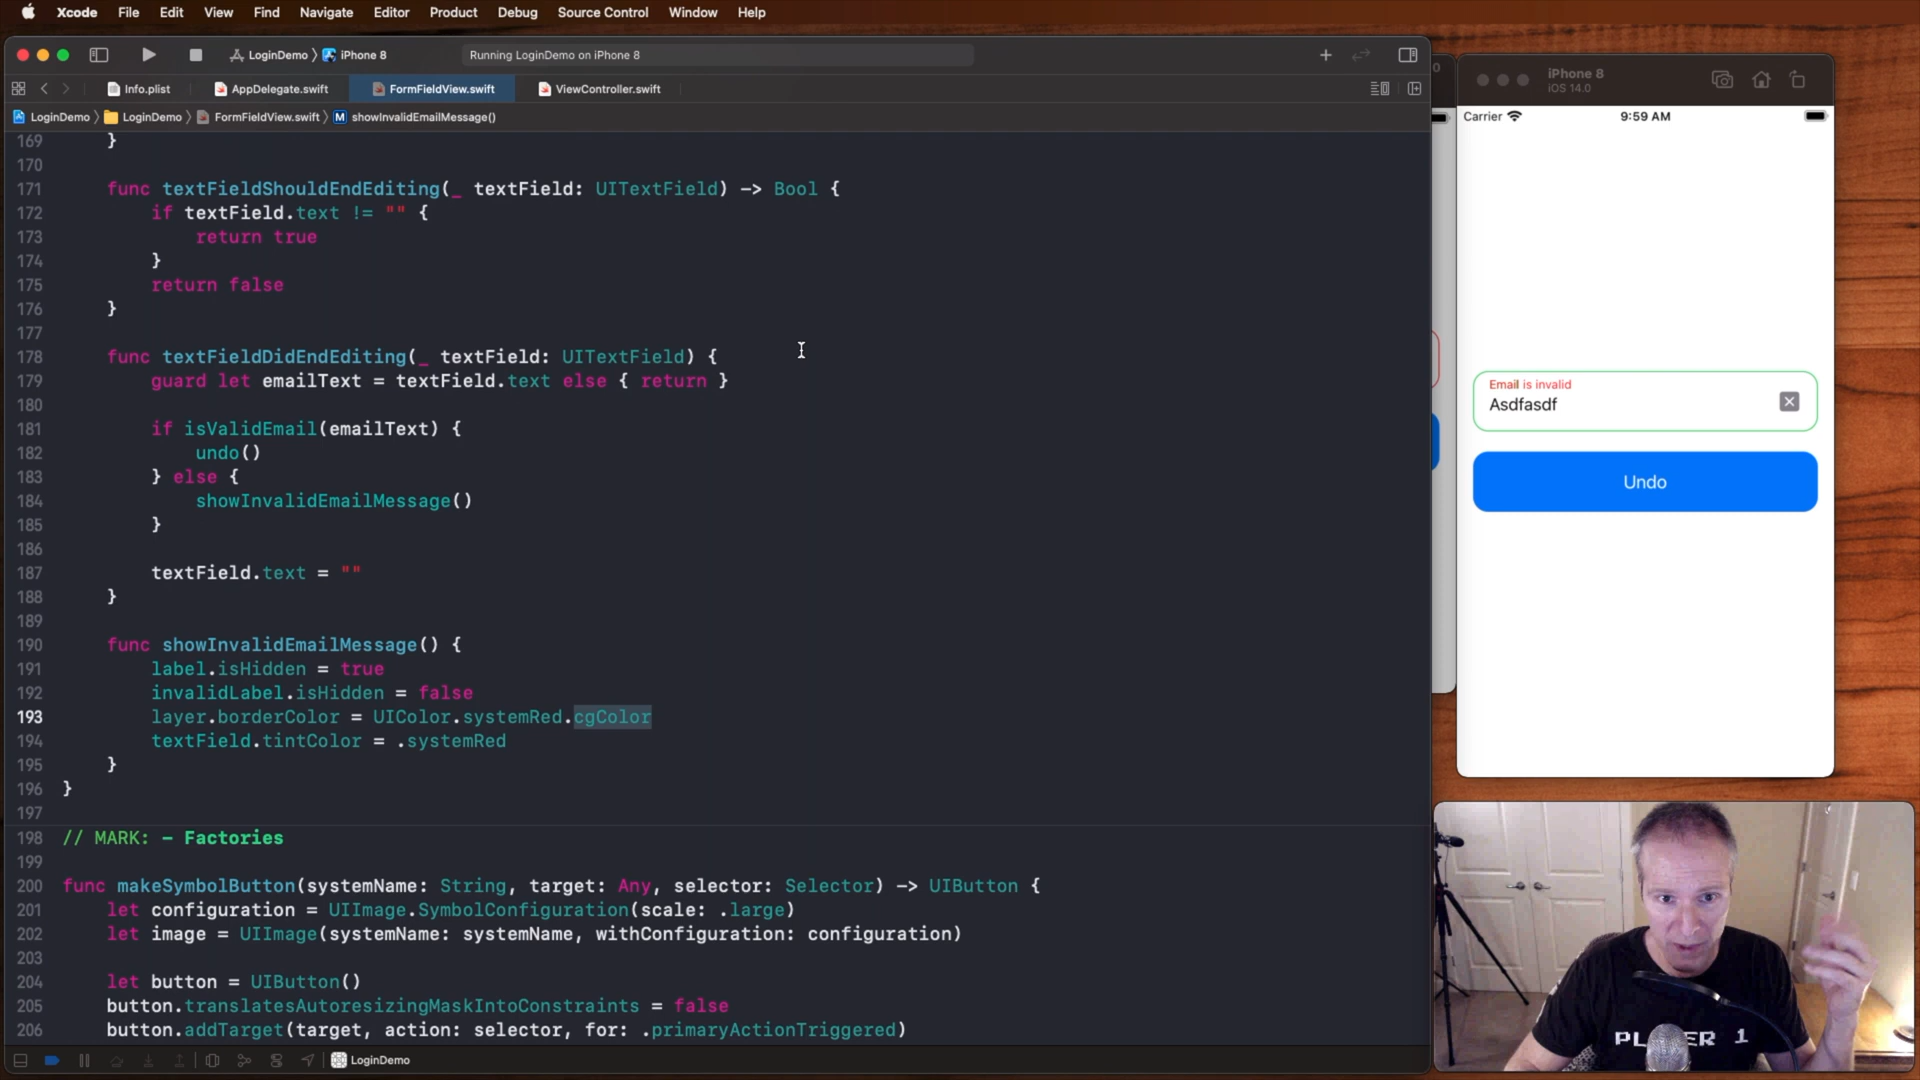 Xcode File Edit View Find Navigate Editor Product Debug Source Control Window Help
LoginDemo 〉 iPhone 8
Running LoginDemo on iPhone 8
Info.plist AppDelegate.swift FormFieldView.swift ViewController.swift
LoginDemo 〉 LoginDemo 〉 FormFieldView.swift 〉 M showInvalidEmailMessage()
169 }
170
171 func textFieldShouldEndEditing(_ textField: UITextField) -> Bool {
172 if textField.text != "" {
173 return true
174 }
175 return false
176 }
177
178 func textFieldDidEndEditing(_ textField: UITextField) {
179 guard let emailText = textField.text else { return }
180
181 if isValidEmail(emailText) {
182 undo()
183 } else {
184 showInvalidEmailMessage()
185 }
186
187 textField.text = ""
188 }
189
190 func showInvalidEmailMessage() {
191 label.isHidden = true
192 invalidLabel.isHidden = false
193 layer.borderColor = UIColor.systemRed.cgColor
194 textField.tintColor = .systemRed
195 }
196 }
197
198 // MARK: - Factories
199
200 func makeSymbolButton(systemName: String, target: Any, selector: Selector) -> UIButton {
201 let configuration = UIImage.SymbolConfiguration(scale: .large)
202 let image = UIImage(systemName: systemName, withConfiguration: configuration)
203
204 let button = UIButton()
205 button.translatesAutoresizingMaskIntoConstraints = false
206 button.addTarget(target, action: selector, for: .primaryActionTriggered)
LoginDemo
iPhone 8
iOS 14.0
Carrier 9:59 AM
Email is invalid
Asdfasdf
Undo
PLAYER 1